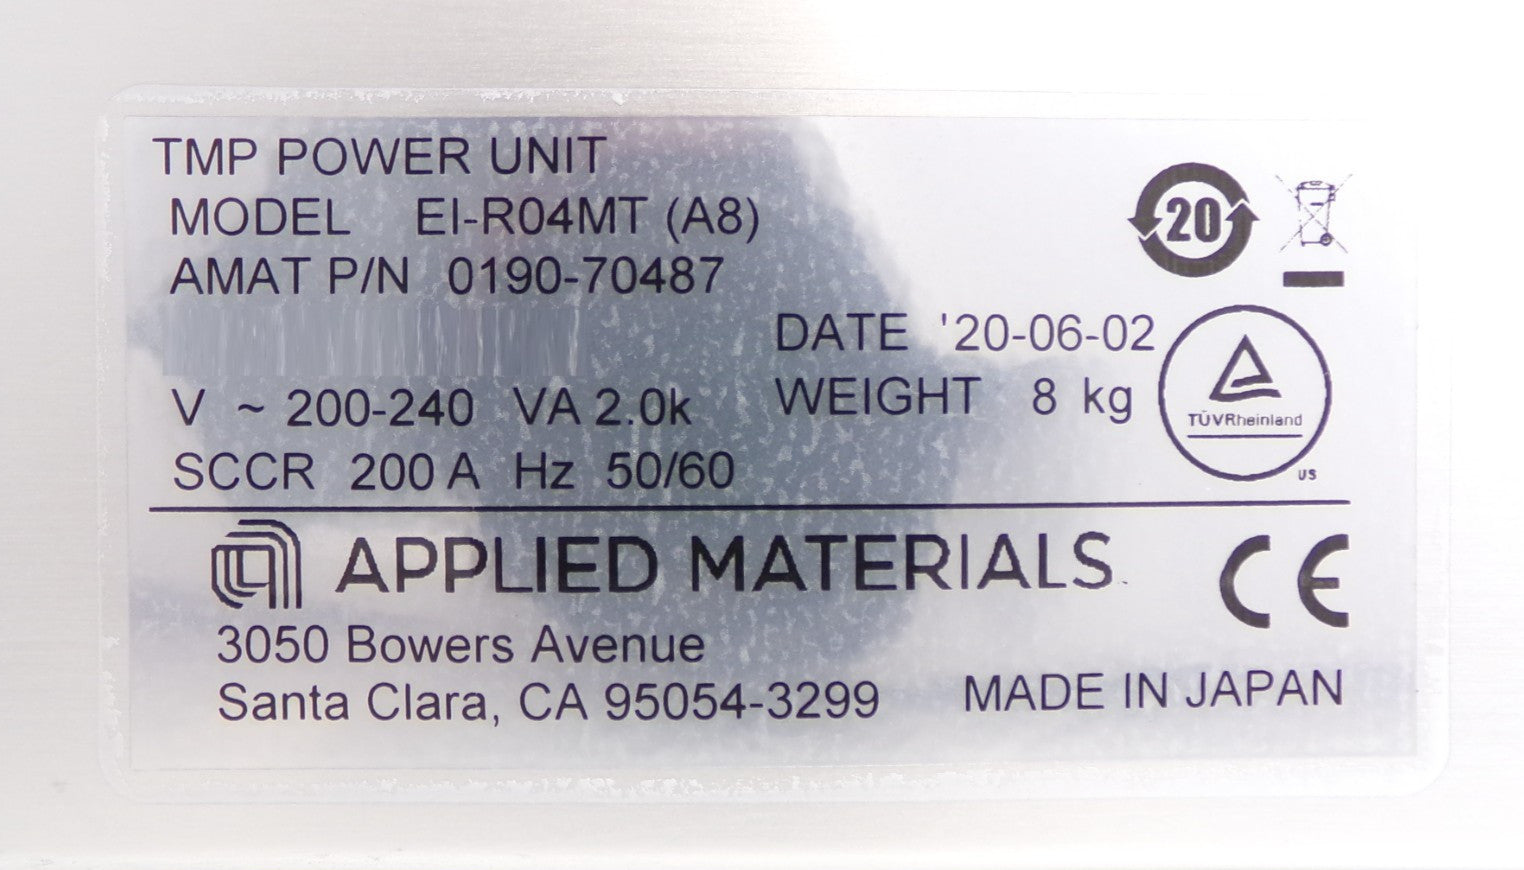 TMP POWER UNIT
MODEL EI-R04MT (A8)
AMAT P/N 0190-70487
20
DATE '20-06-02
V ~ 200-240 VA 2.0k
WEIGHT 8 kg
SCCR 200 A Hz 50/60
TÜVRheinland
US
APPLIED MATERIALS
CE
3050 Bowers Avenue
Santa Clara, CA 95054-3299
MADE IN JAPAN